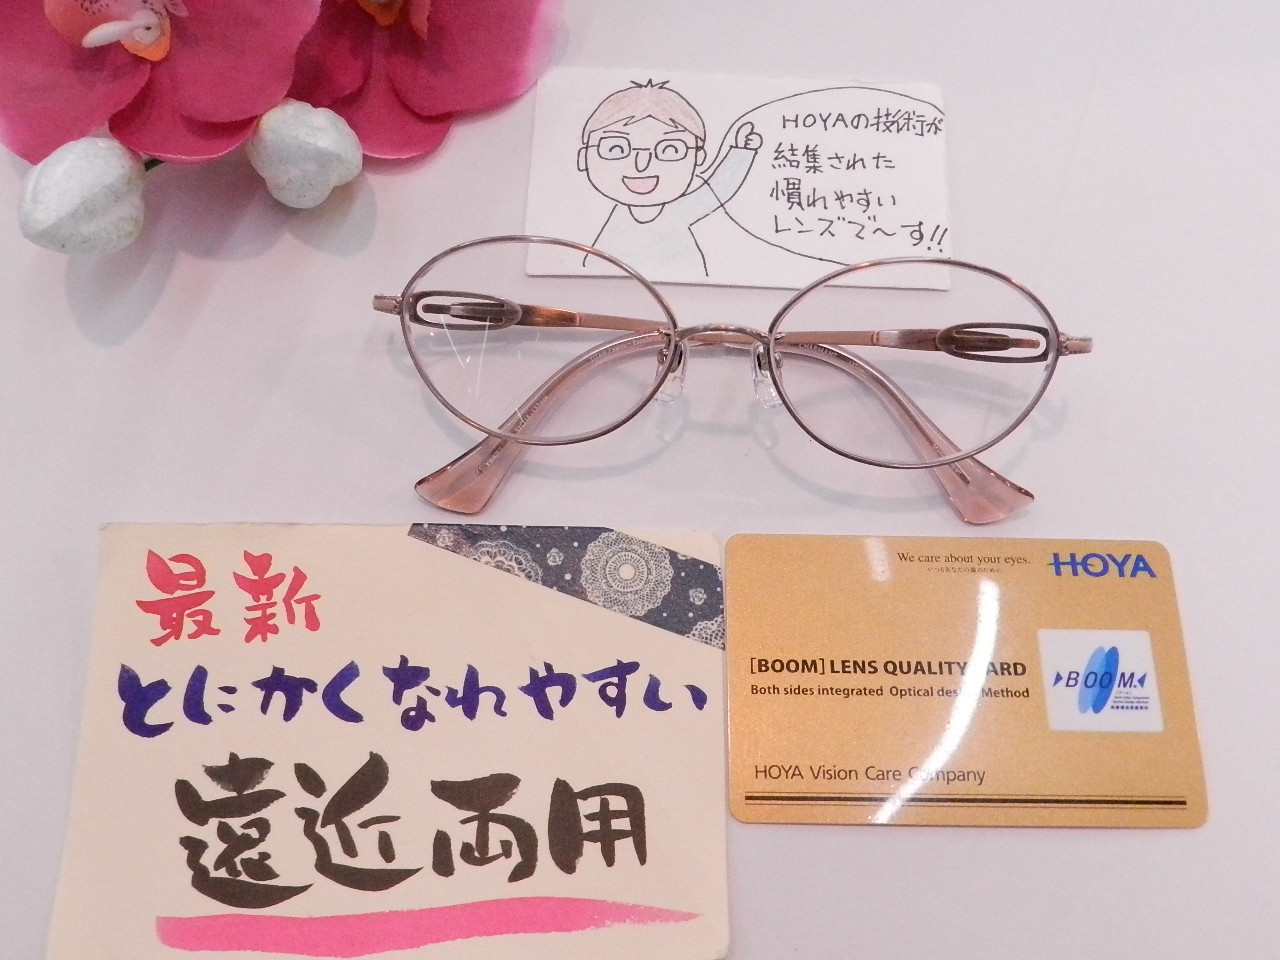 HOYAの技術が
結集された
慣れやすい
レンズで〜す!!
最新
とにかくなれやすい
遠近両用
We care about your eyes.
HOYA
[BOOM] LENS QUALITY CARD
Both sides integrated Optical design Method
BOOM
HOYA Vision Care Company